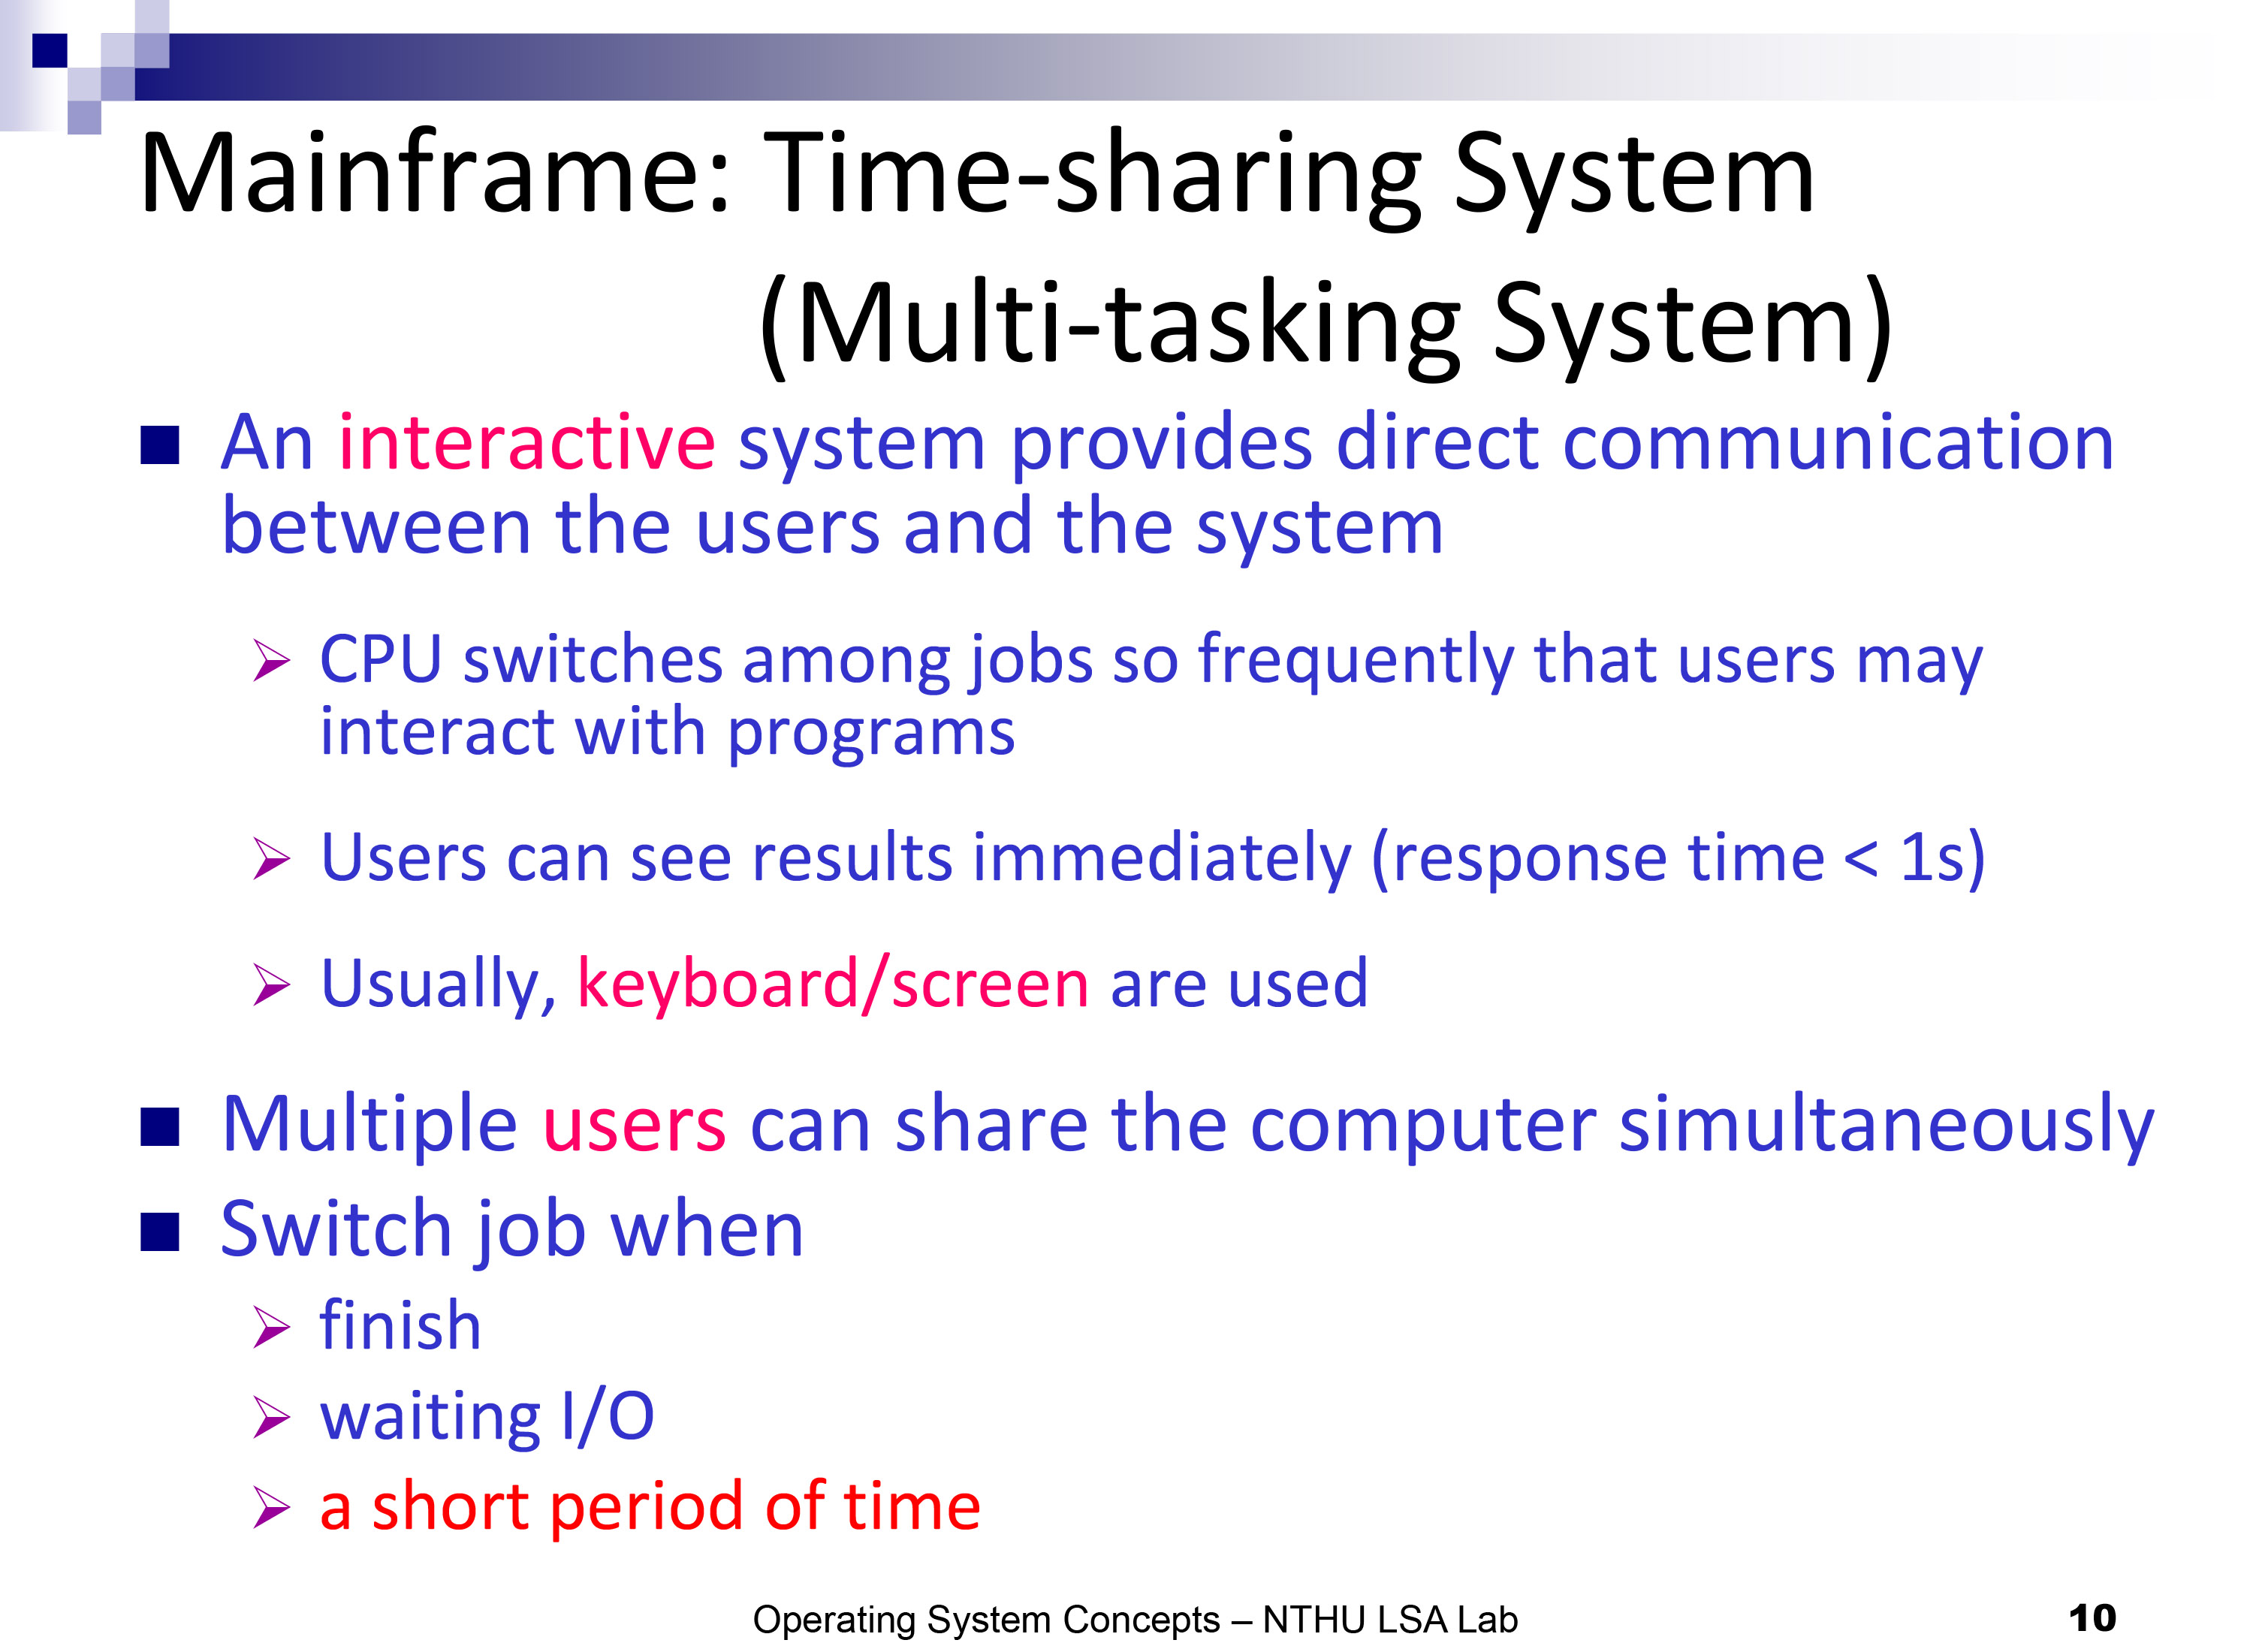 Mainframe: Time-sharing System
(Multi-tasking System)
An interactive system provides direct communication
between the users and the system
CPU switches among jobs so frequently that users may
interact with programs
Users can see results immediately (response time < 1s)
Usually, keyboard/screen are used
Multiple users can share the computer simultaneously
Switch job when
finish
waiting I/O
a short period of time
Operating System Concepts – NTHU LSA Lab
10